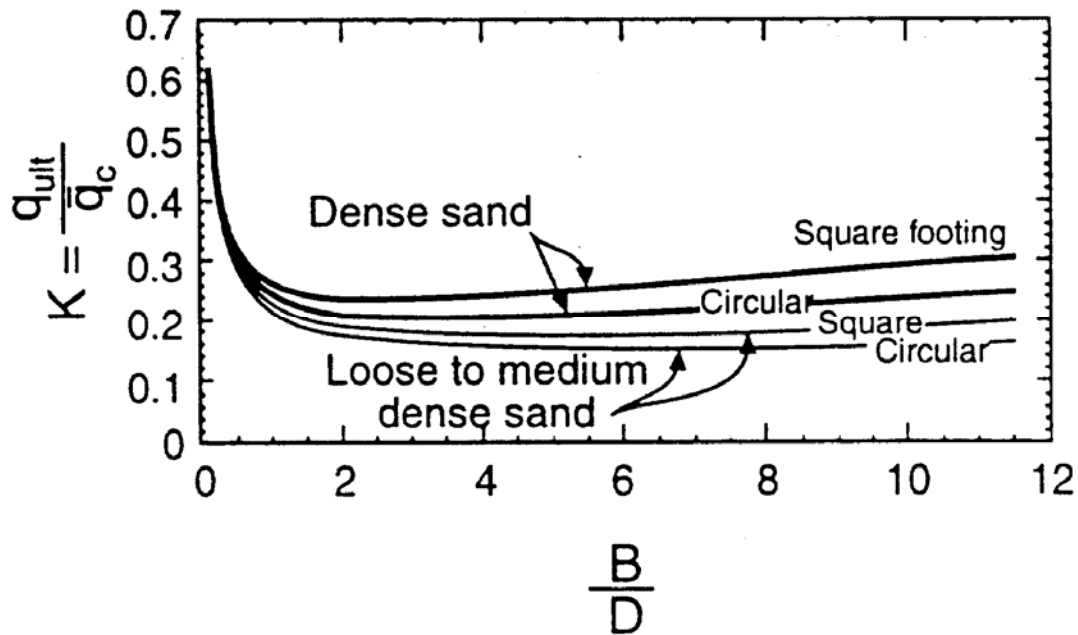 0.7
0.6
0.5
0.4
0.3
0.2
0.1
0
K = q_ult / q̄_c
Dense sand
Square footing
Circular
Square
Circular
Loose to medium
dense sand
0 2 4 6 8 10 12
B
D